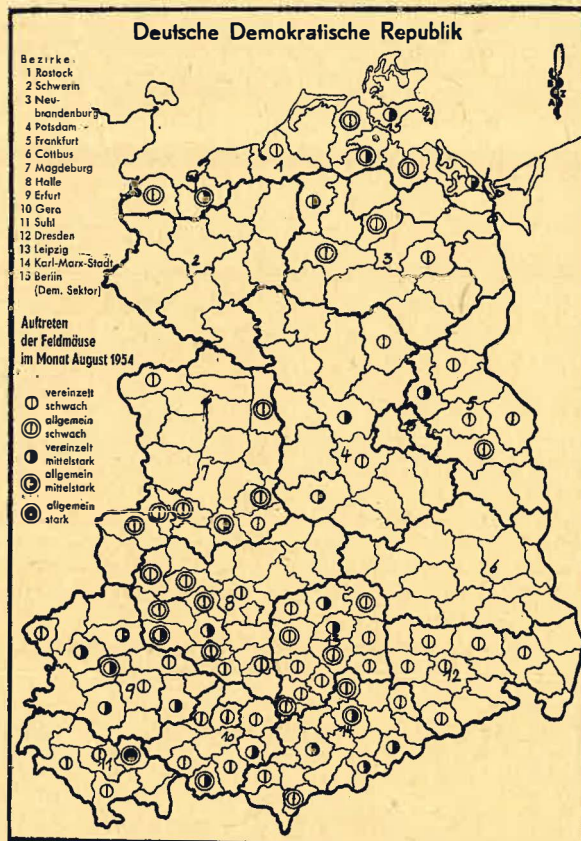 Deutsche Demokratische Republik
Bezirke:
1 Rostock
2 Schwerin
3 Neu-
brandenburg
4 Potsdam
5 Frankfurt
6 Cottbus
7 Magdeburg
8 Halle
9 Erfurt
10 Gera
11 Suhl
12 Dresden
13 Leipzig
14 Karl-Marx-Stadt
15 Berlin
(Dem. Sektor)
Auftreten
der Feldmäuse
im Monat August 1954
vereinzelt
schwach
allgemein
schwach
vereinzelt
mittelstark
allgemein
mittelstark
allgemein
stark
1
2
3
4
5
15
6
7
8
9
10
11
12
14